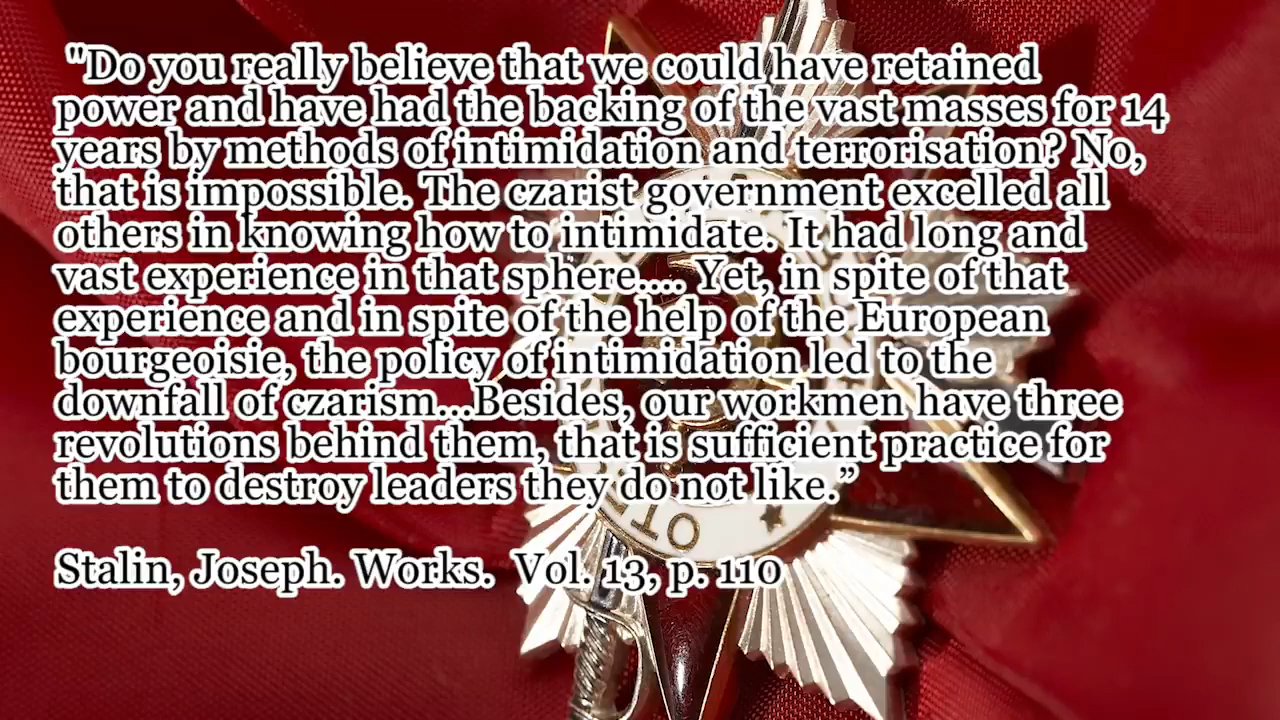 "Do you really believe that we could have retained
power and have had the backing of the vast masses for 14
years by methods of intimidation and terrorisation? No,
that is impossible. The czarist government excelled all
others in knowing how to intimidate. It had long and
vast experience in that sphere.... Yet, in spite of that
experience and in spite of the help of the European
bourgeoisie, the policy of intimidation led to the
downfall of czarism...Besides, our workmen have three
revolutions behind them, that is sufficient practice for
them to destroy leaders they do not like.”
Stalin, Joseph. Works. Vol. 13, p. 110